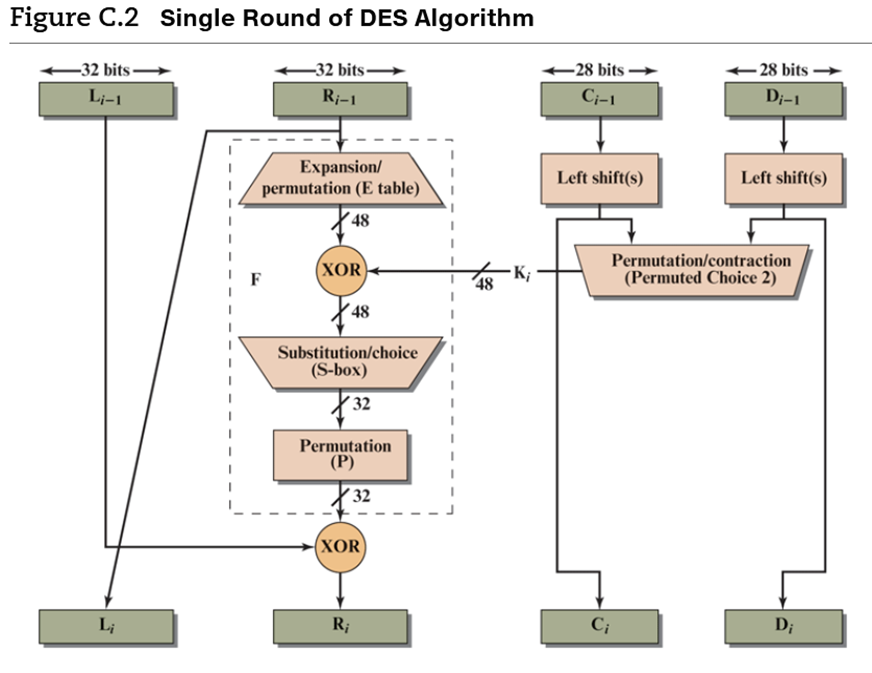 Figure C.2 Single Round of DES Algorithm
32 bits
32 bits
28 bits
28 bits
Li−1
Ri−1
Ci−1
Di−1
Expansion/
permutation (E table)
Left shift(s)
Left shift(s)
48
F
XOR
48
Ki
Permutation/contraction
(Permuted Choice 2)
48
Substitution/choice
(S-box)
32
Permutation
(P)
32
XOR
Li
Ri
Ci
Di